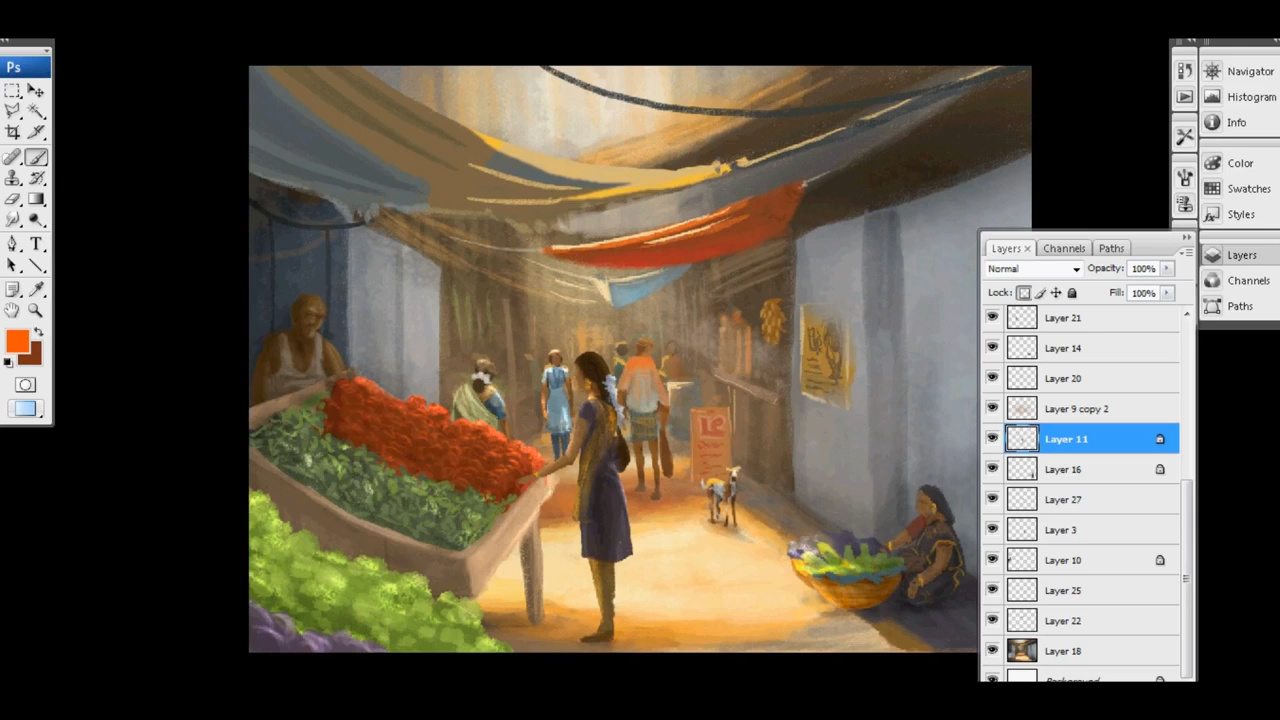 Ps
T
Navigator
Histogram
Info
Color
Swatches
Styles
Layers
Channels
Paths
Layers × Channels Paths
Normal Opacity: 100%
Lock: Fill: 100%
Layer 21
Layer 14
Layer 20
Layer 9 copy 2
Layer 11
Layer 16
Layer 27
Layer 3
Layer 10
Layer 25
Layer 22
Layer 18
Background